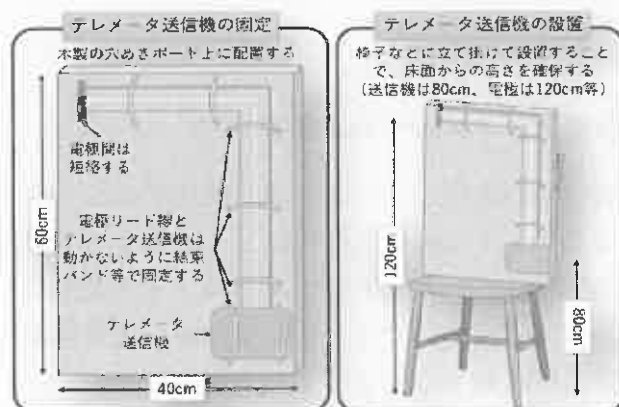 テレメータ送信機の固定
木製の穴あきボード上に配置する
電極間は
短絡する
60cm
電極リード線と
テレメータ送信機は
動かないように結束
バンド等で固定する
テレメータ
送信機
40cm
テレメータ送信機の設置
椅子などに立て掛けて設置すること
で、床面からの高さを確保する
(送信機は80cm、電極は120cm等)
120cm
80cm